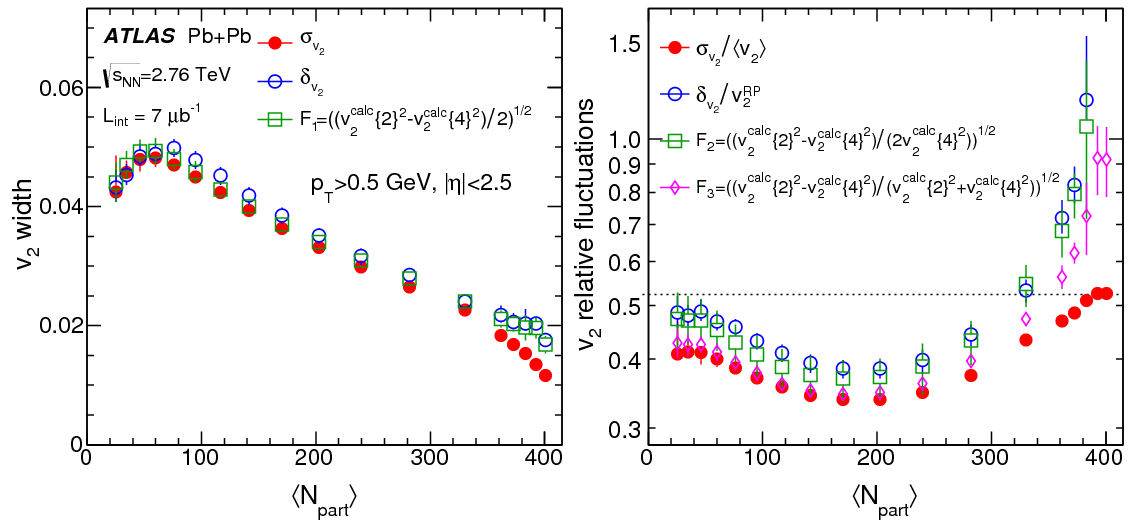 ATLAS Pb+Pb
√sNN=2.76 TeV
Lint = 7 μb-1
σv2
δv2
F1=((v2calc{2}2-v2calc{4}2)/2)1/2
pT>0.5 GeV, |η|<2.5
v2 width
0.06
0.04
0.02
0
0 100 200 300 400
⟨Npart⟩
σv2/⟨v2⟩
δv2/v2RP
F2=((v2calc{2}2-v2calc{4}2)/(2v2calc{4}2))1/2
F3=((v2calc{2}2-v2calc{4}2)/(v2calc{2}2+v2calc{4}2))1/2
v2 relative fluctuations
1.5
1.0
0.9
0.8
0.7
0.6
0.5
0.4
0.3
0 100 200 300 400
⟨Npart⟩